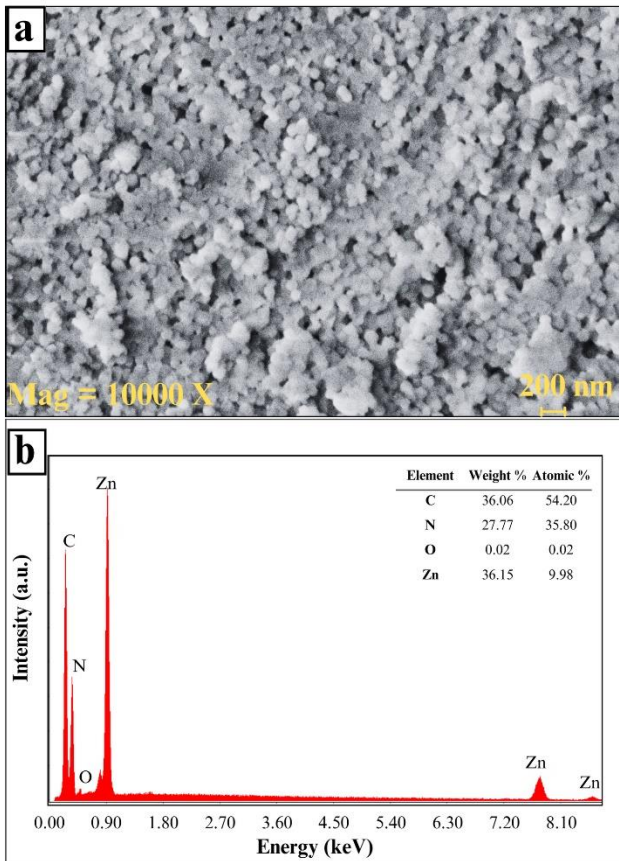 a
Mag = 10000 X
200 nm
b
Element Weight % Atomic %
C 36.06 54.20
N 27.77 35.80
O 0.02 0.02
Zn 36.15 9.98
Zn
C
N
O
Zn
Zn
Intensity (a.u.)
0.00 0.90 1.80 2.70 3.60 4.50 5.40 6.30 7.20 8.10
Energy (keV)